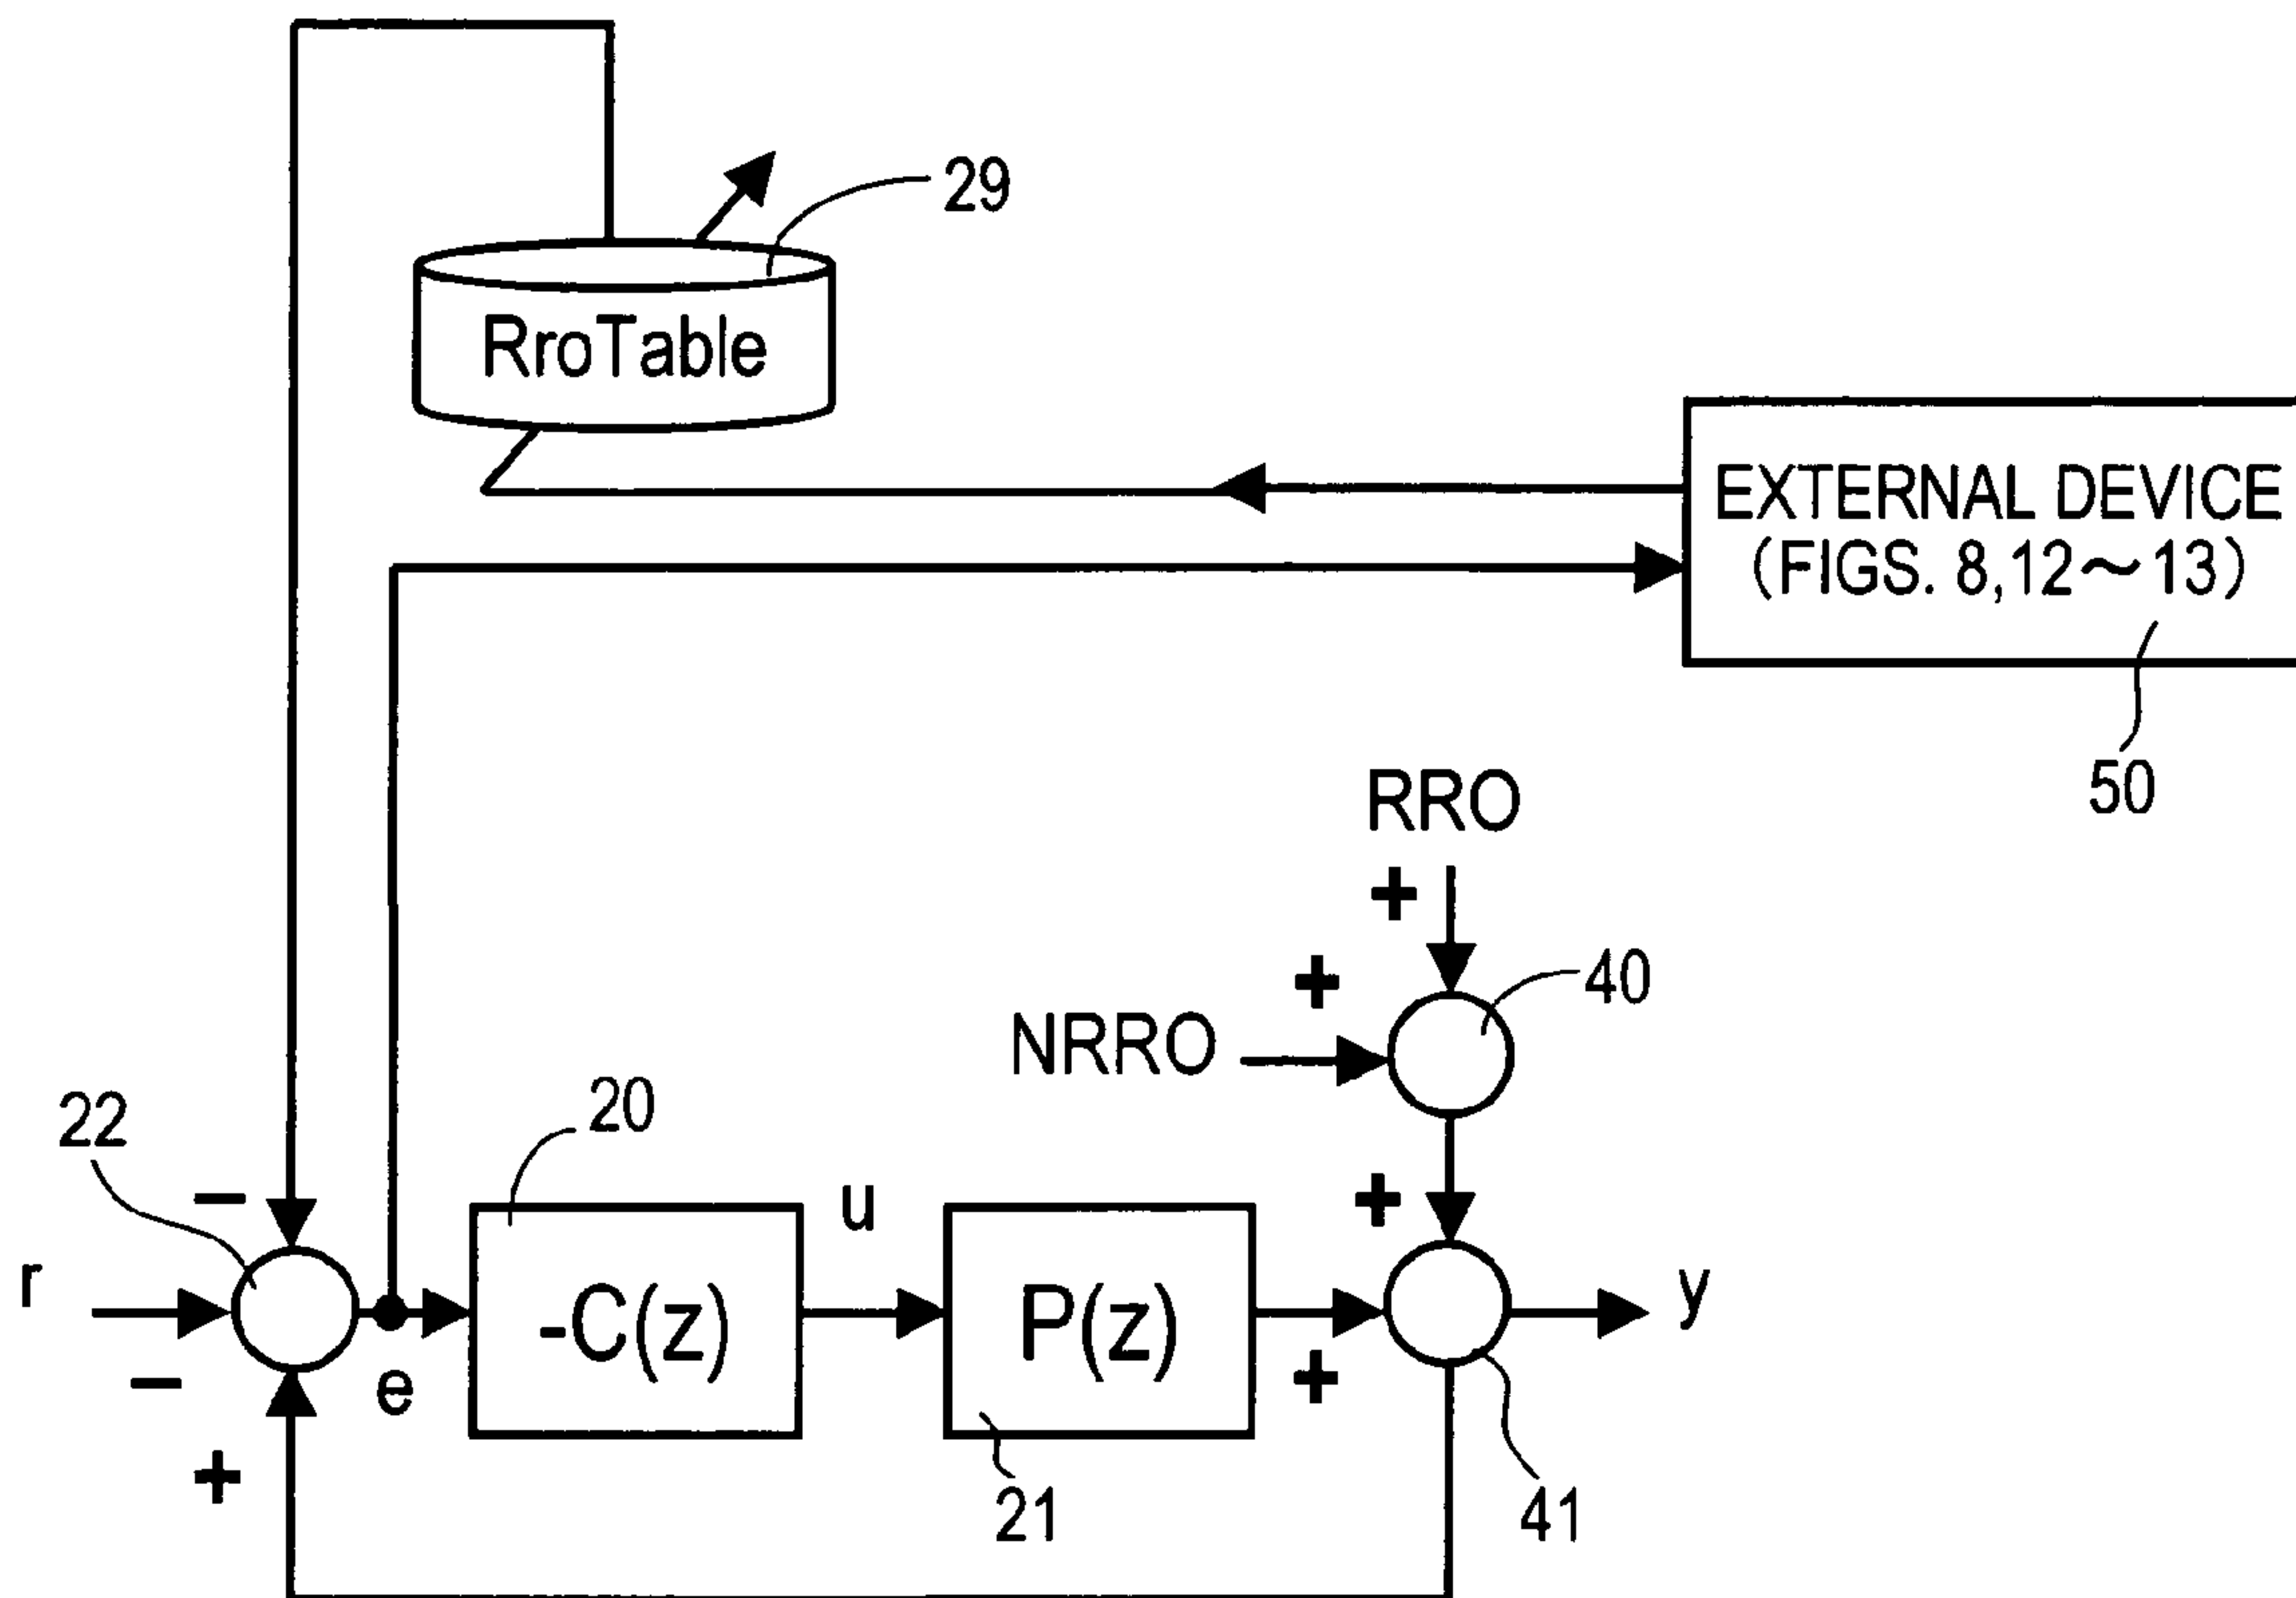 29
RroTable
EXTERNAL DEVICE
(FIGS. 8,12～13)
50
RRO
+
+
40
NRRO
22
20
–
u
+
r
-C(z)
P(z)
y
–
e
+
+
21
41